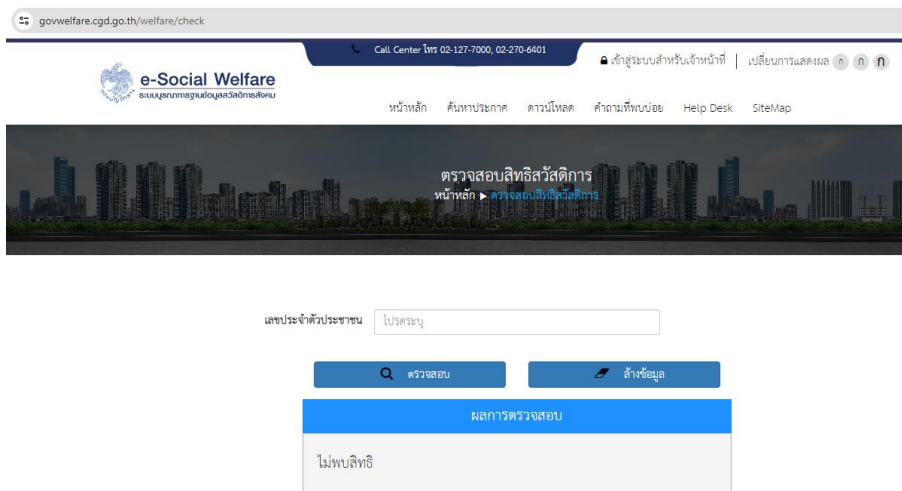 govwelfare.cgd.go.th/welfare/check
Call Center โทร 02-127-7000, 02-270-6401
เข้าสู่ระบบสำหรับเจ้าหน้าที่ | เปลี่ยนการแสดงผล ก ก ก
e-Social Welfare
ระบบบูรณาการฐานข้อมูลสวัสดิการสังคม
หน้าหลัก ค้นหาประกาศ ดาวน์โหลด คำถามที่พบบ่อย Help Desk SiteMap
ตรวจสอบสิทธิสวัสดิการ
หน้าหลัก ▶ ตรวจสอบสิทธิสวัสดิการ
เลขประจำตัวประชาชน โปรดระบุ
ตรวจสอบ ล้างข้อมูล
ผลการตรวจสอบ
ไม่พบสิทธิ